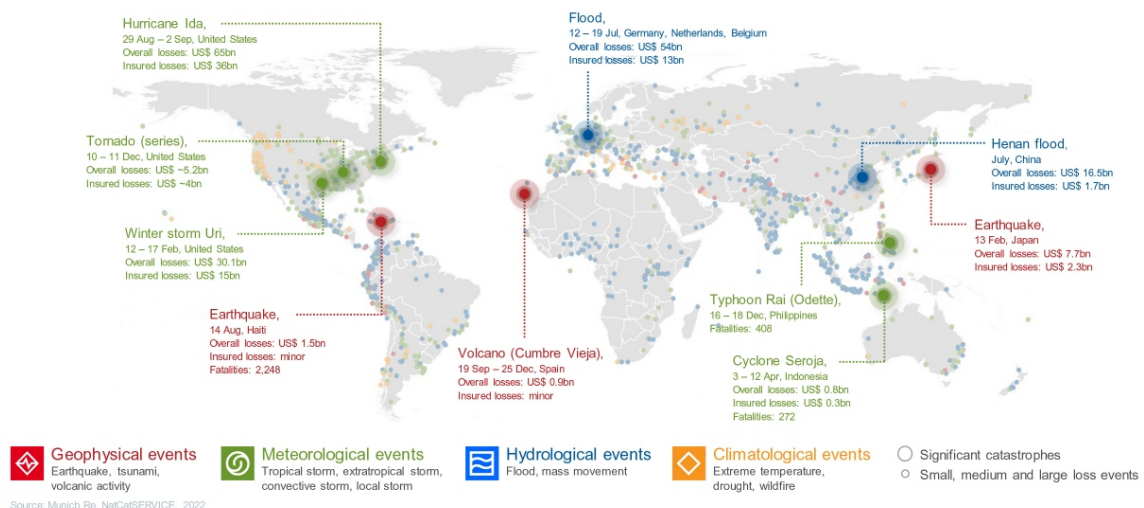 Hurricane Ida,
29 Aug – 2 Sep, United States
Overall losses: US$ 65bn
Insured losses: US$ 36bn
Flood,
12 – 19 Jul, Germany, Netherlands, Belgium
Overall losses: US$ 54bn
Insured losses: US$ 13bn
Tornado (series),
10 – 11 Dec, United States
Overall losses: US$ ~5.2bn
Insured losses: US$ ~4bn
Henan flood,
July, China
Overall losses: US$ 16.5bn
Insured losses: US$ 1.7bn
Winter storm Uri,
12 – 17 Feb, United States
Overall losses: US$ 30.1bn
Insured losses: US$ 15bn
Earthquake,
13 Feb, Japan
Overall losses: US$ 7.7bn
Insured losses: US$ 2.3bn
Earthquake,
14 Aug, Haiti
Overall losses: US$ 1.5bn
Insured losses: minor
Fatalities: 2,248
Volcano (Cumbre Vieja),
19 Sep – 25 Dec, Spain
Overall losses: US$ 0.9bn
Insured losses: minor
Typhoon Rai (Odette),
16 – 18 Dec, Philippines
Fatalities: 408
Cyclone Seroja,
3 – 12 Apr, Indonesia
Overall losses: US$ 0.8bn
Insured losses: US$ 0.3bn
Fatalities: 272
Geophysical events
Earthquake, tsunami,
volcanic activity
Meteorological events
Tropical storm, extratropical storm,
convective storm, local storm
Hydrological events
Flood, mass movement
Climatological events
Extreme temperature,
drought, wildfire
Significant catastrophes
Small, medium and large loss events
Source: Munich Re, NatCatSERVICE, 2022